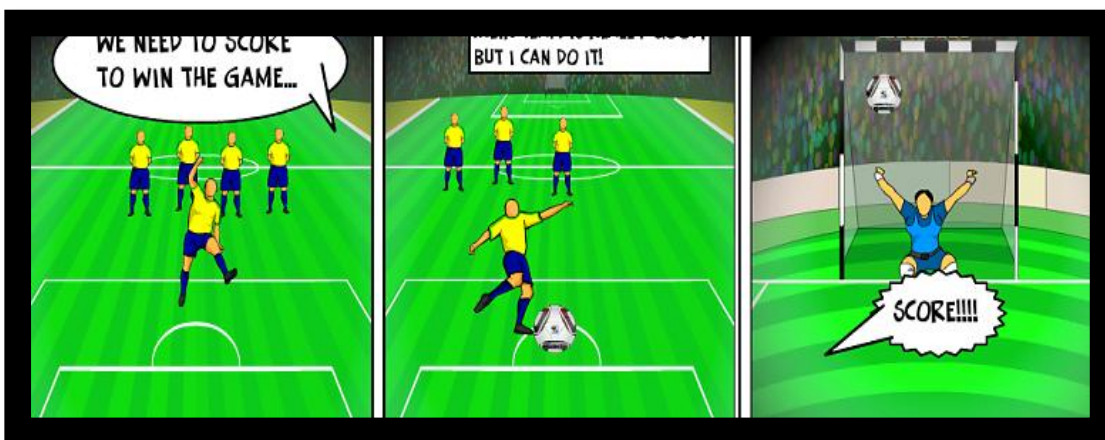 WE NEED TO SCORE
TO WIN THE GAME...
BUT I CAN DO IT!
SCORE!!!!